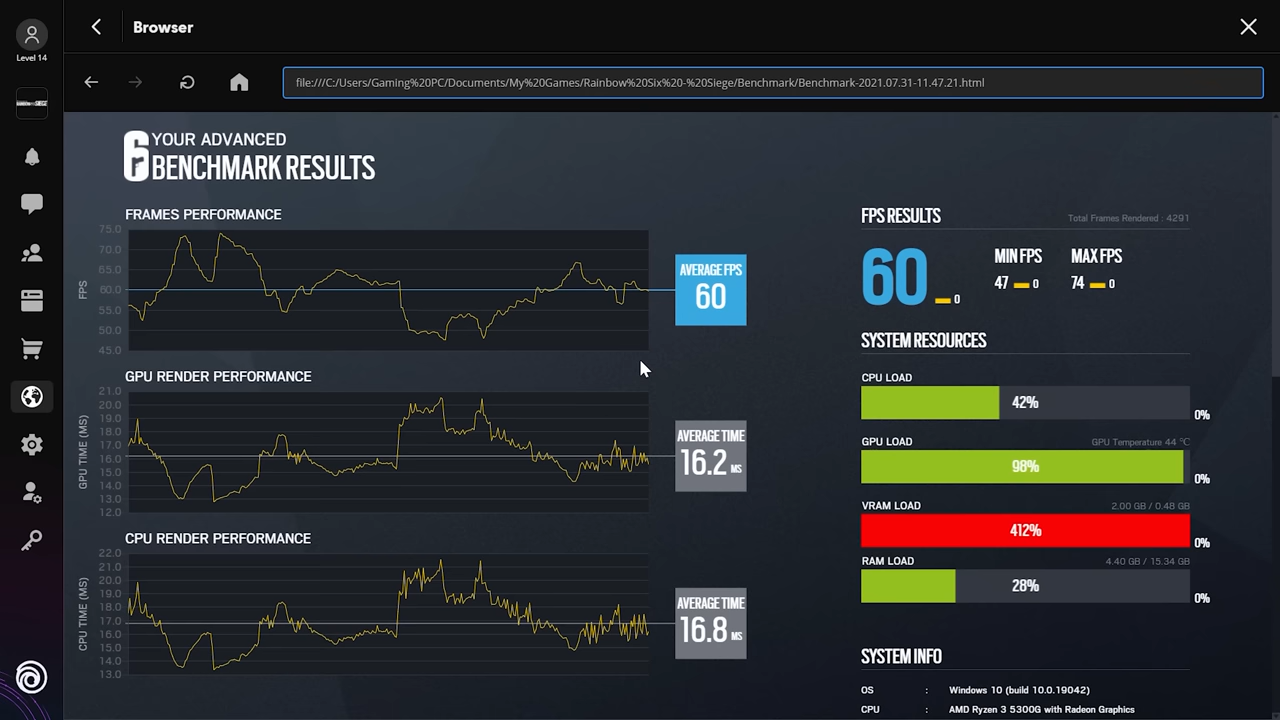 Browser
Level 14
file:///C:/Users/Gaming%20PC/Documents/My%20Games/Rainbow%20Six%20-%20Siege/Benchmark/Benchmark-2021.07.31-11.47.21.html
6 YOUR ADVANCED
BENCHMARK RESULTS
FRAMES PERFORMANCE
75.0
70.0
65.0
60.0
55.0
50.0
45.0
FPS
AVERAGE FPS
60
GPU RENDER PERFORMANCE
21.0
20.0
19.0
18.0
17.0
16.0
15.0
14.0
13.0
12.0
GPU TIME (MS)
AVERAGE TIME
16.2 MS
CPU RENDER PERFORMANCE
22.0
21.0
20.0
19.0
18.0
17.0
16.0
15.0
14.0
13.0
CPU TIME (MS)
AVERAGE TIME
16.8 MS
FPS RESULTS
Total Frames Rendered : 4291
60
0
MIN FPS
47 0
MAX FPS
74 0
SYSTEM RESOURCES
CPU LOAD
42%
0%
GPU LOAD
GPU Temperature 44 °C
98%
0%
VRAM LOAD
2.00 GB / 0.48 GB
412%
0%
RAM LOAD
4.40 GB / 15.34 GB
28%
0%
SYSTEM INFO
OS : Windows 10 (build 10.0.19042)
CPU : AMD Ryzen 3 5300G with Radeon Graphics